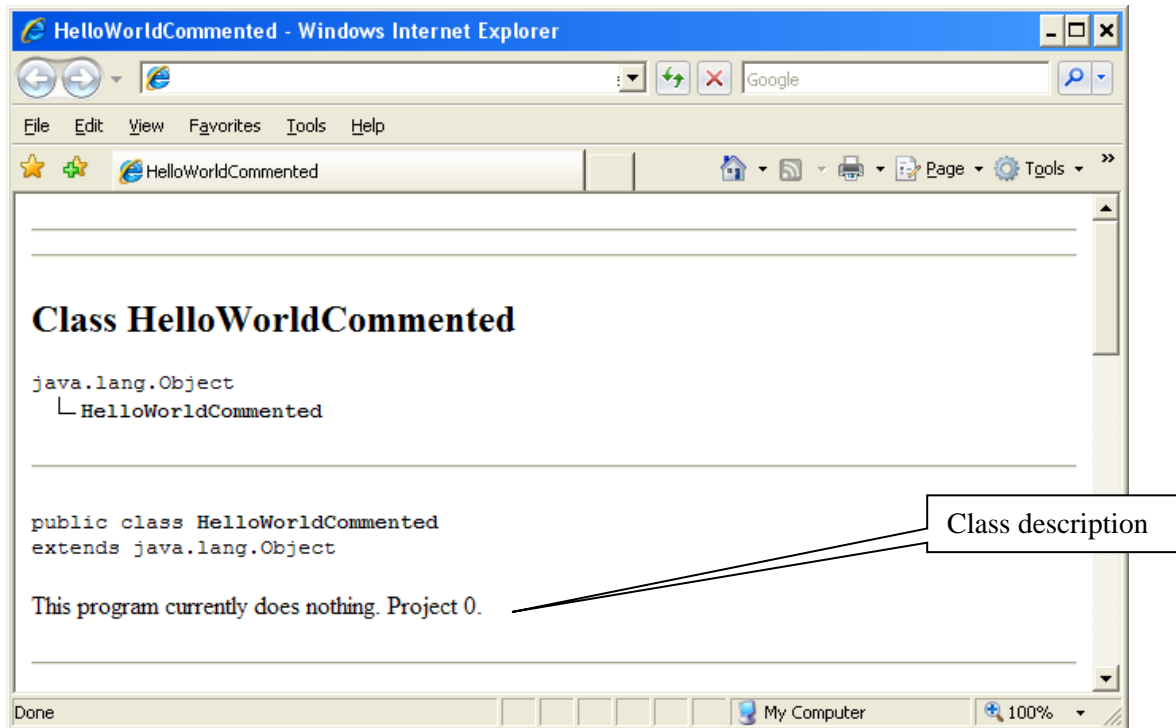 HelloWorldCommented - Windows Internet Explorer
Google
File Edit View Favorites Tools Help
HelloWorldCommented
Page Tools »
Class HelloWorldCommented
java.lang.Object
HelloWorldCommented
public class HelloWorldCommented
extends java.lang.Object
Class description
This program currently does nothing. Project 0.
Done
My Computer
100%